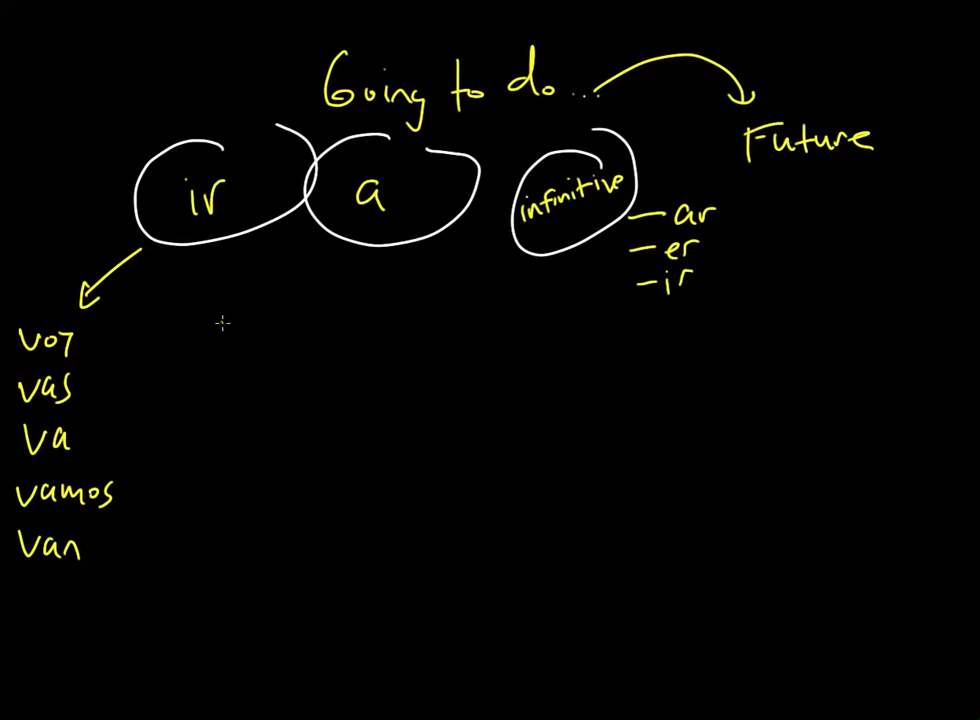 Going to do...
Future
ir a infinitive
-ar
-er
-ir
voy
vas
va
vamos
van